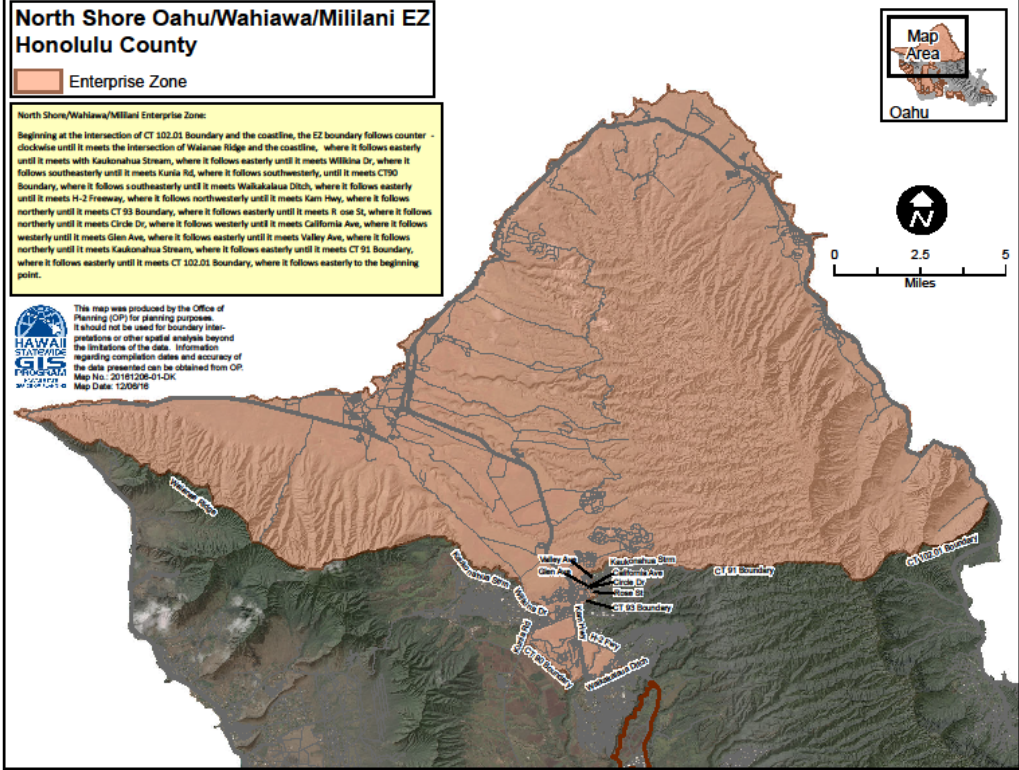 North Shore Oahu/Wahiawa/Mililani EZ
Honolulu County
Enterprise Zone
North Shore/Wahiawa/Mililani Enterprise Zone:
Beginning at the intersection of CT 102.01 Boundary and the coastline, the EZ boundary follows counter -
clockwise until it meets the intersection of Waianae Ridge and the coastline, where it follows easterly
until it meets with Kaukonahua Stream, where it follows easterly until it meets Wilikina Dr, where it
follows southeasterly until it meets Kunia Rd, where it follows southwesterly, until it meets CT90
Boundary, where it follows southeasterly until it meets Waikakalaua Ditch, where it follows easterly
until it meets H-2 Freeway, where it follows northwesterly until it meets Kam Hwy, where it follows
northerly until it meets CT 93 Boundary, where it follows easterly until it meets R ose St, where it follows
northerly until it meets Circle Dr, where it follows westerly until it meets California Ave, where it follows
westerly until it meets Glen Ave, where it follows easterly until it meets Valley Ave, where it follows
northerly until it meets Kaukonahua Stream, where it follows easterly until it meets CT 91 Boundary,
where it follows easterly until it meets CT 102.01 Boundary, where it follows easterly to the beginning
point.
Map
Area
Oahu
N
0 2.5 5
Miles
HAWAII
STATEWIDE
GIS
PROGRAM
This map was produced by the Office of
Planning (OP) for planning purposes.
It should not be used for boundary inter-
pretations or other spatial analysis beyond
the limitations of the data. Information
regarding compilation dates and accuracy of
the data presented can be obtained from OP.
Map No.: 20161206-01-DK
Map Date: 12/06/16
Waianae Ridge
Kaukonahua Strm
Wilikina Dr
Valley Ave
Glen Ave
Kaukonahua Strm
California Ave
Circle Dr
Rose St
CT 93 Boundary
CT 91 Boundary
CT 102.01 Boundary
Kunia Rd
CT 90 Boundary
Kam Hwy
H-2 Fwy
Waikakalaua Ditch